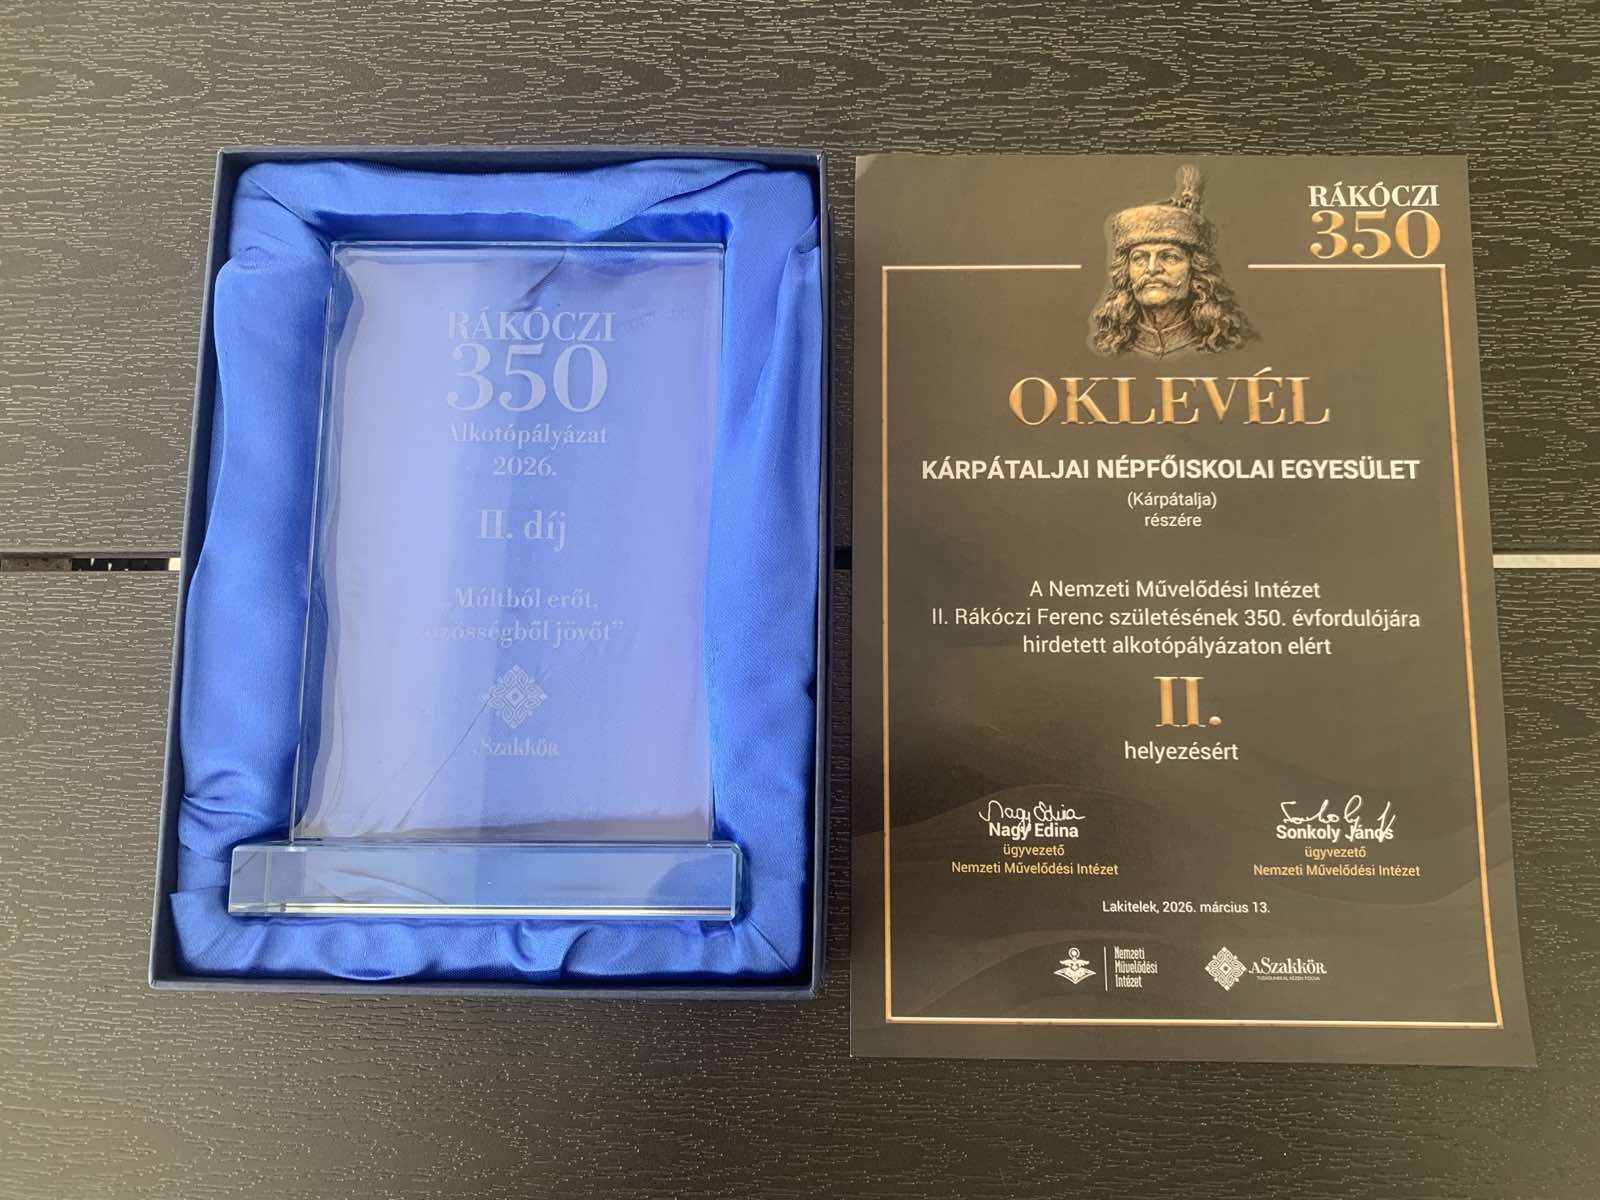 RÁKÓCZI
350
Alkotópályázat
2026.
II. díj
„Múltból erőt,
közösségből jövőt”
ASzakkör
RÁKÓCZI
350
OKLEVÉL
KÁRPÁTALJAI NÉPFŐISKOLAI EGYESÜLET
(Kárpátalja)
részére
A Nemzeti Művelődési Intézet
II. Rákóczi Ferenc születésének 350. évfordulójára
hirdetett alkotópályázaton elért
II.
helyezésért
Nagy Edina
Nagy Edina
ügyvezető
Nemzeti Művelődési Intézet
Sonkoly János
ügyvezető
Nemzeti Művelődési Intézet
Lakitelek, 2026. március 13.
Nemzeti
Művelődési
Intézet
ASzakkör